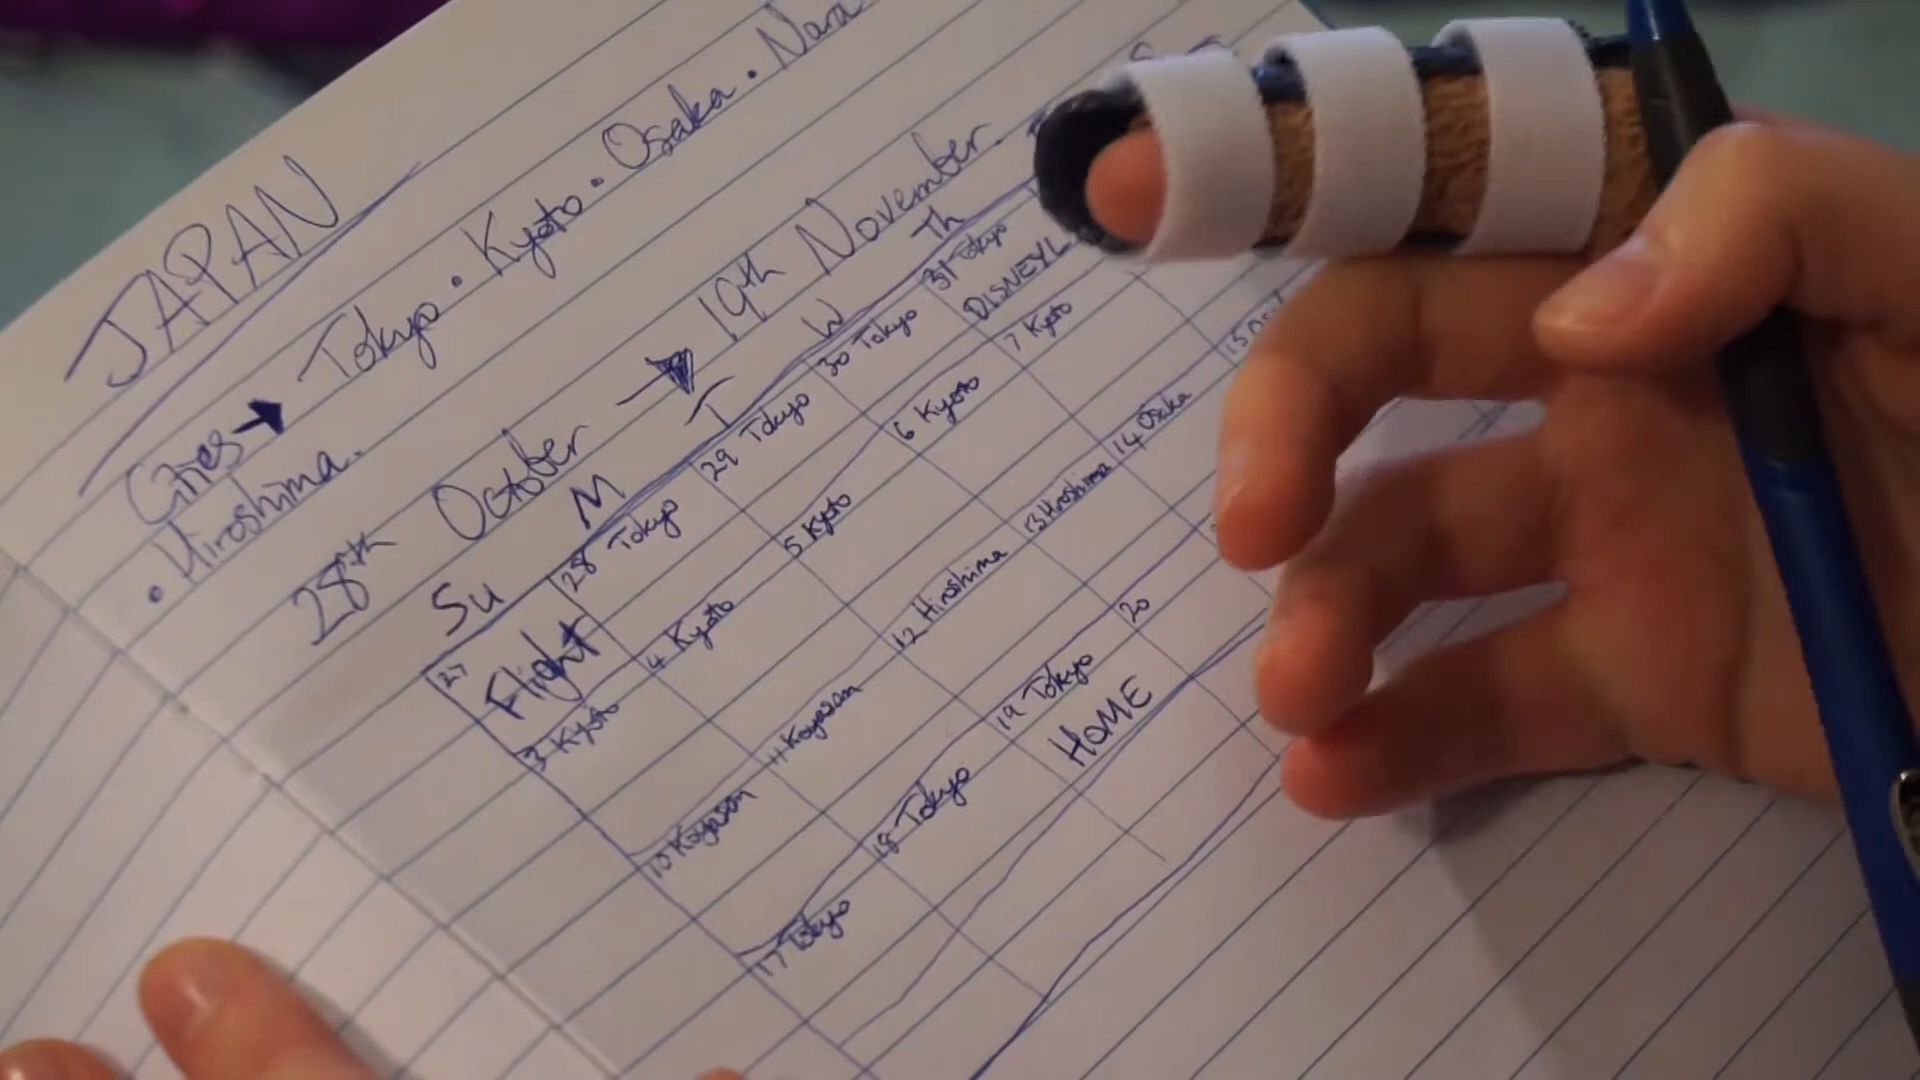 JAPAN
Cities → Tokyo • Kyoto • Osaka • Nara
• Hiroshima.
28th October → 19th November.
Su M T W Th
27 Flight 28 Tokyo 29 Tokyo 30 Tokyo 31 Tokyo
DISNEYL
3 Kyoto 4 Kyoto 5 Kyoto 6 Kyoto 7 Kyoto
10 Koyasan 11 Koyasan 12 Hiroshima 13 Hiroshima 14 Osaka 15
17 Tokyo 18 Tokyo 19 Tokyo 20
HOME